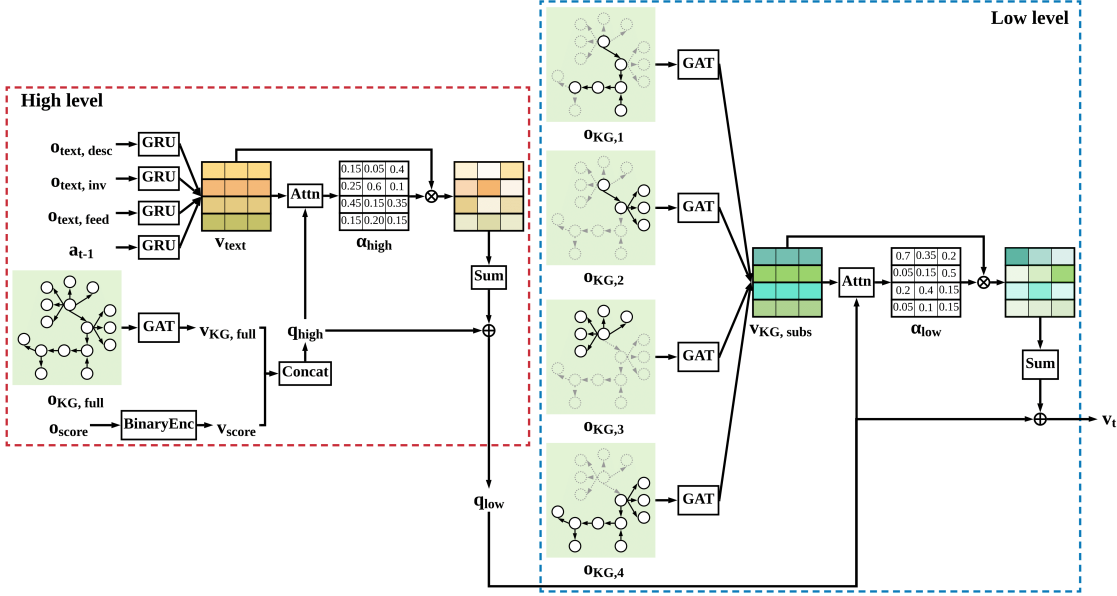 High level
o_text, desc
GRU
o_text, inv
GRU
o_text, feed
GRU
a_t-1
GRU
v_text
Attn
0.15 0.05 0.4
0.25 0.6 0.1
0.45 0.15 0.35
0.15 0.20 0.15
α_high
⊗
Sum
⊕
o_KG, full
GAT
v_KG, full
q_high
Concat
o_score
BinaryEnc
v_score
q_low
Low level
o_KG,1
GAT
o_KG,2
GAT
o_KG,3
GAT
o_KG,4
GAT
v_KG, subs
Attn
0.7 0.35 0.2
0.05 0.15 0.5
0.2 0.4 0.15
0.05 0.1 0.15
α_low
⊗
Sum
⊕
v_t